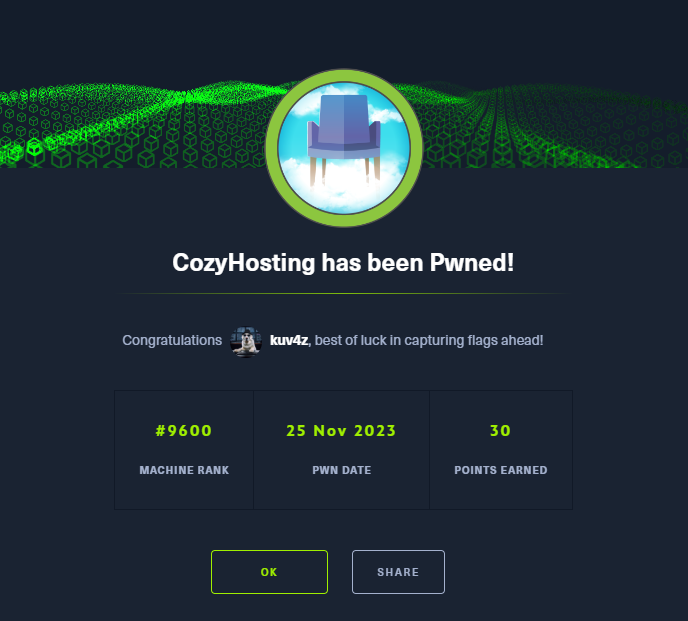 CozyHosting has been Pwned!
Congratulations kuv4z, best of luck in capturing flags ahead!
#9600 25 Nov 2023 30
MACHINE RANK PWN DATE POINTS EARNED
OK SHARE